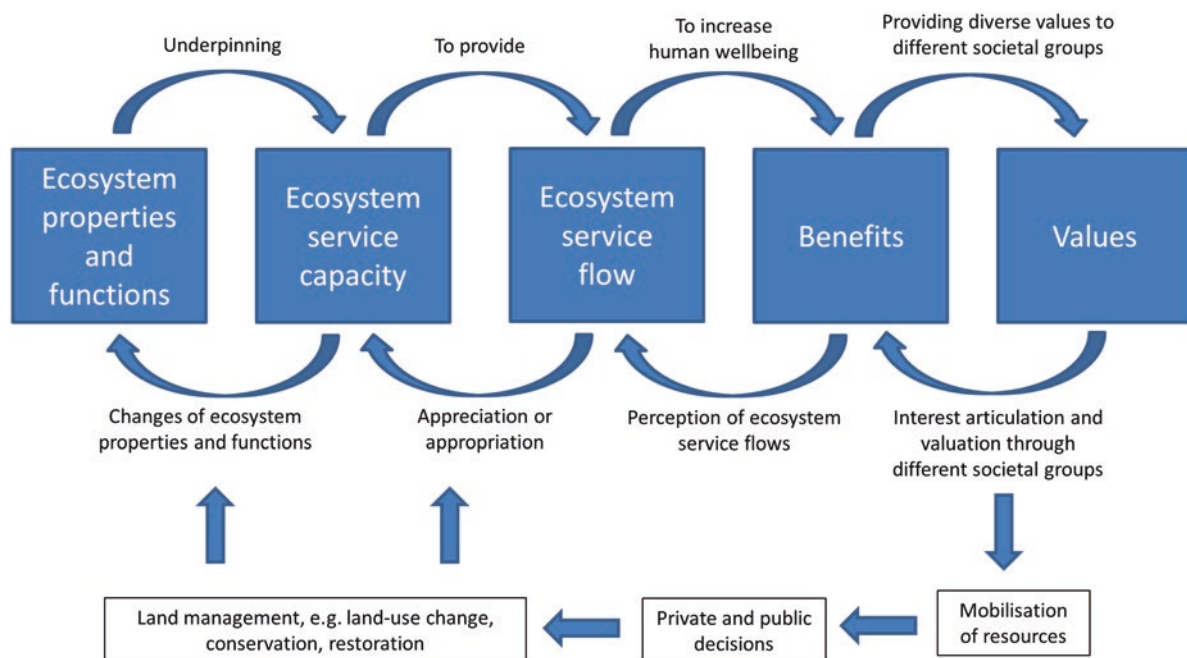 Underpinning
To provide
To increase
human wellbeing
Providing diverse values to
different societal groups
Ecosystem
properties
and
functions
Ecosystem
service
capacity
Ecosystem
service
flow
Benefits
Values
Changes of ecosystem
properties and functions
Appreciation or
appropriation
Perception of ecosystem
service flows
Interest articulation and
valuation through
different societal groups
Land management, e.g. land-use change,
conservation, restoration
Private and public
decisions
Mobilisation
of resources